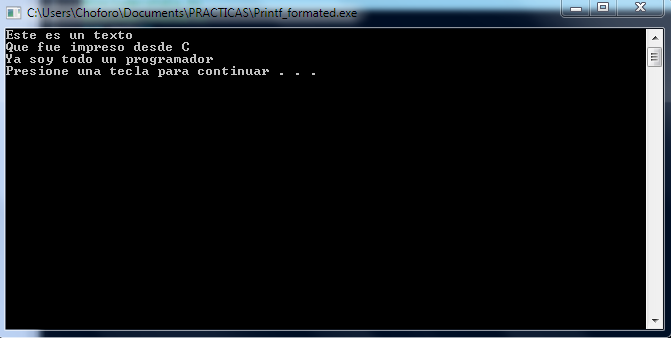 C:\Users\Choforo\Documents\PRACTICAS\Printf_formated.exe
Este es un texto
Que fue impreso desde C
Ya soy todo un programador
Presione una tecla para continuar . . .